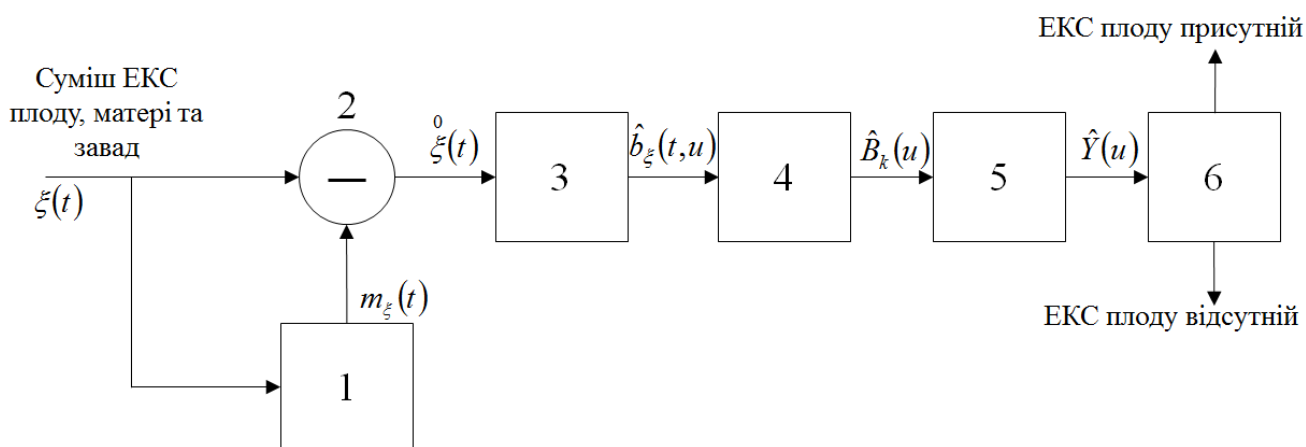 ЕКС плоду присутній
Суміш ЕКС
плоду, матері та
завад
ξ(t)
2
—
0
ξ(t)
3
b̂_ξ(t,u)
4
B̂_k(u)
5
Ŷ(u)
6
m_ξ(t)
1
ЕКС плоду відсутній